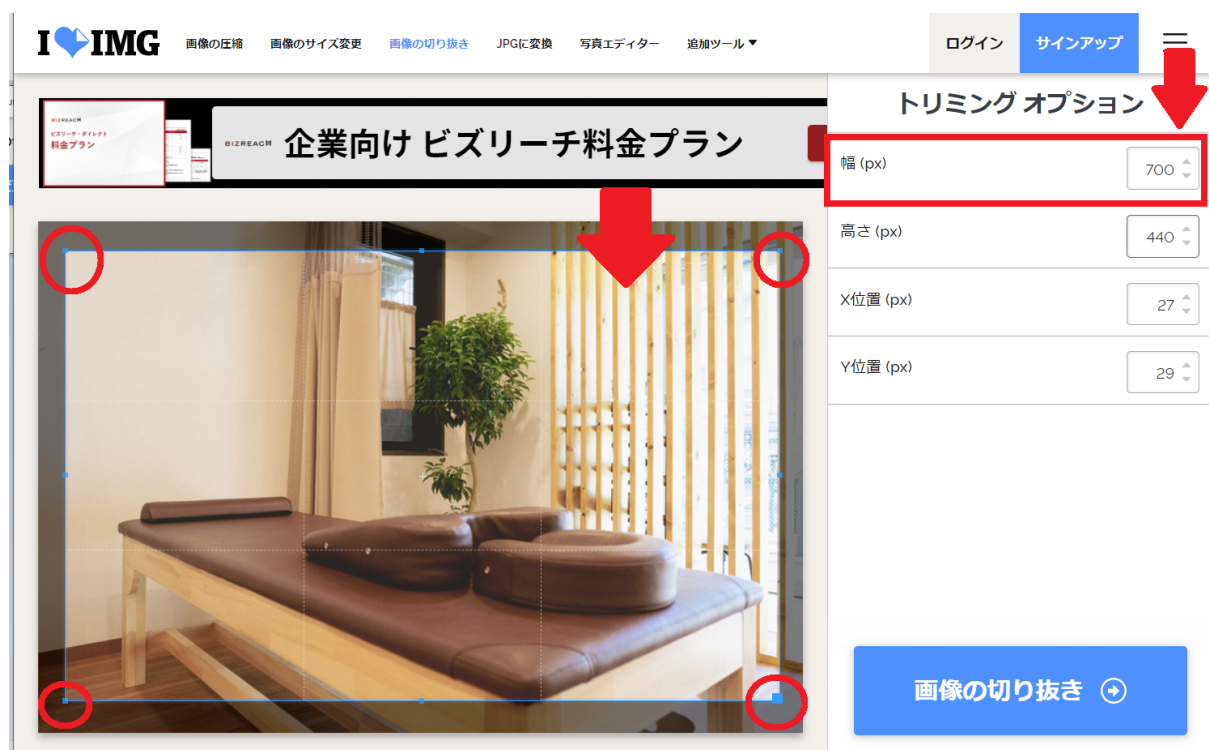 I IMG
画像の圧縮
画像のサイズ変更
画像の切り抜き
JPGに変換
写真エディター
追加ツール
ログイン
サインアップ
BIZREACH
ビズリーチ・ダイレクト
料金プラン
BIZREACH
企業向け ビズリーチ料金プラン
トリミング オプション
幅 (px)
700
高さ (px)
440
X位置 (px)
27
Y位置 (px)
29
画像の切り抜き